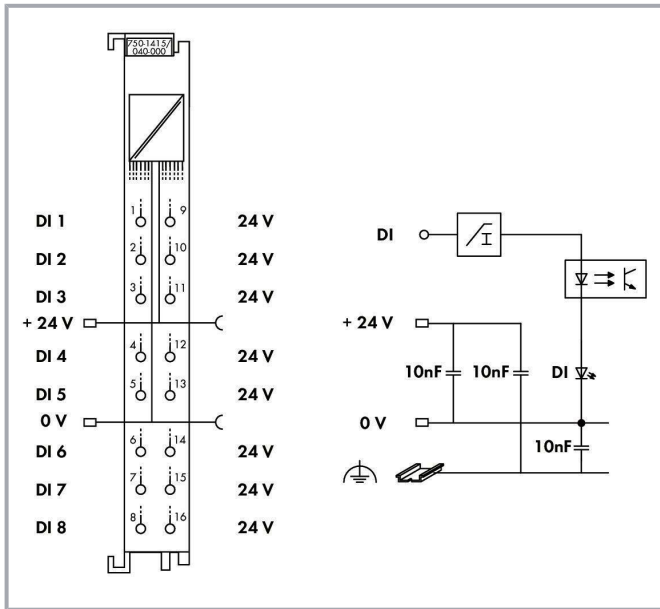 750-1415/
040-000
1 9
DI 1 24 V
2 10
DI 2 24 V
3 11
DI 3 24 V
+ 24 V
4 12
DI 4 24 V
5 13
DI 5 24 V
0 V
6 14
DI 6 24 V
7 15
DI 7 24 V
8 16
DI 8 24 V
DI
I
+ 24 V
10nF 10nF DI
0 V
10nF